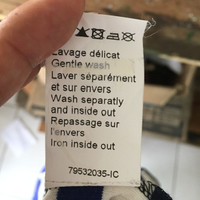 Lavage délicat
Gentle wash
Laver séparément
et sur envers
Wash separatly
and inside out
Repassage sur
l'envers
Iron inside out
79532035-IC